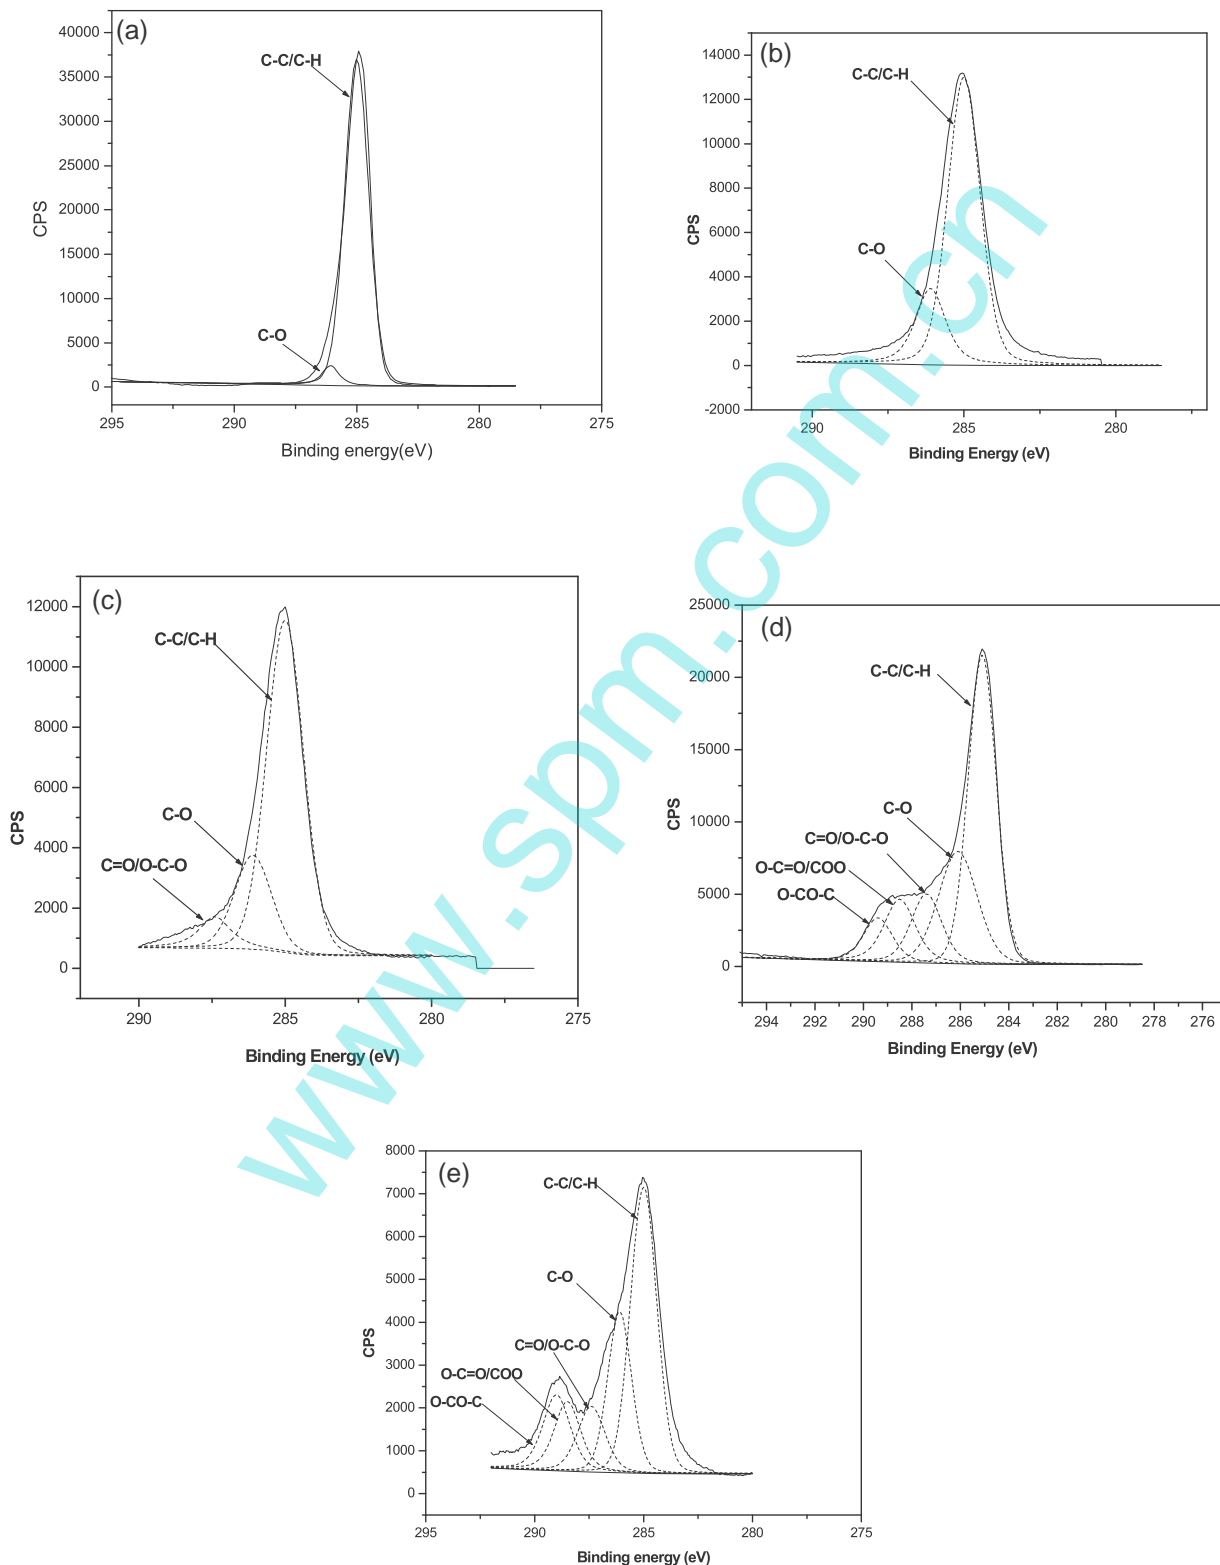 (a)
42500
40000
35000
30000
25000
20000
15000
10000
5000
0
CPS
C-C/C-H
C-O
295
290
285
280
275
Binding energy(eV)
(b)
14000
12000
10000
8000
6000
4000
2000
0
-2000
CPS
C-C/C-H
C-O
290
285
280
Binding Energy (eV)
(c)
12000
10000
8000
6000
4000
2000
0
CPS
C-C/C-H
C-O
C=O/O-C-O
290
285
280
275
Binding Energy (eV)
(d)
25000
20000
15000
10000
5000
0
CPS
C-C/C-H
C-O
C=O/O-C-O
O-C=O/COO
O-CO-C
294
292
290
288
286
284
282
280
278
276
Binding Energy (eV)
(e)
8000
7000
6000
5000
4000
3000
2000
1000
0
CPS
C-C/C-H
C-O
C=O/O-C-O
O-C=O/COO
O-CO-C
295
290
285
280
275
Binding energy (eV)
www.spm.com.cn